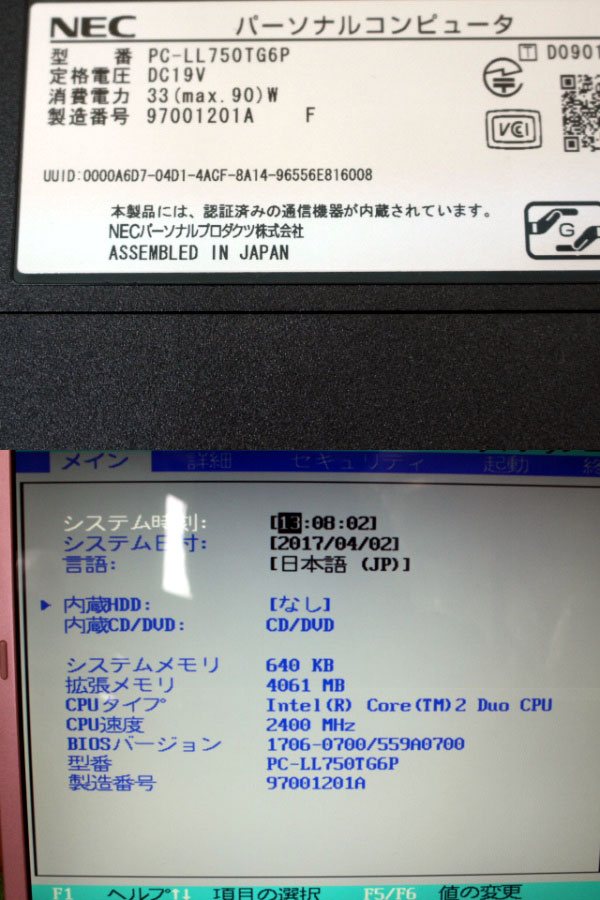 NEC パーソナルコンピュータ
型 番 PC-LL750TG6P
定格電圧 DC19V
消費電力 33(max.90)W
製造番号 97001201A F
T D0901
VCI
UUID:0000A6D7-04D1-4ACF-8A14-96556E816008
本製品には、認証済みの通信機器が内蔵されています。
NECパーソナルプロダクツ株式会社
ASSEMBLED IN JAPAN
G
メイン 詳細 セキュリティ 起動
システム時刻: [13:08:02]
システム日付: [2017/04/02]
言語: [日本語 (JP)]
内蔵HDD: [なし]
内蔵CD/DVD: CD/DVD
システムメモリ 640 KB
拡張メモリ 4061 MB
CPUタイプ Intel(R) Core(TM)2 Duo CPU
CPU速度 2400 MHz
BIOSバージョン 1706-0700/559A0700
型番 PC-LL750TG6P
製造番号 97001201A
F1 ヘルプ ↑↓ 項目の選択 F5/F6 値の変更